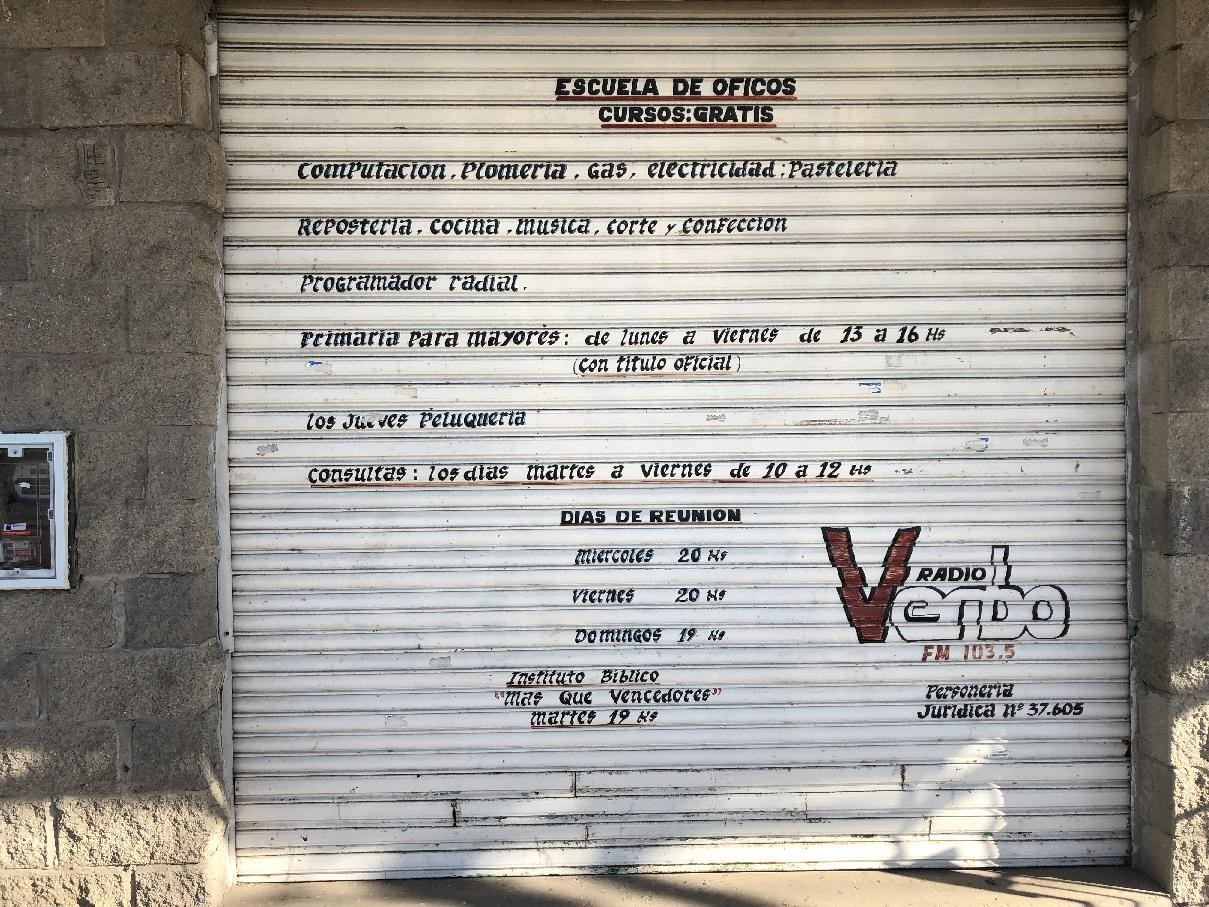 ESCUELA DE OFICOS
CURSOS:GRATIS
Computacion, Plomeria, Gas, electricidad; Pasteleria
Reposteria, cocina, musica, corte y confeccion
Programador radial.
Primaria Para mayores: de lunes a viernes de 13 a 16 Hs
(con titulo oficial)
los Jueves Peluqueria
consultas: los dias martes a viernes de 10 a 12 Hs
DIAS DE REUNION
Miercoles 20 Hs
Viernes 20 Hs
Domingos 19 Hs
RADIO
Verbo
FM 103.5
Instituto Biblico
"Mas Que Vencedores"
martes 19 Hs
Personeria
Juridica nº 37.605